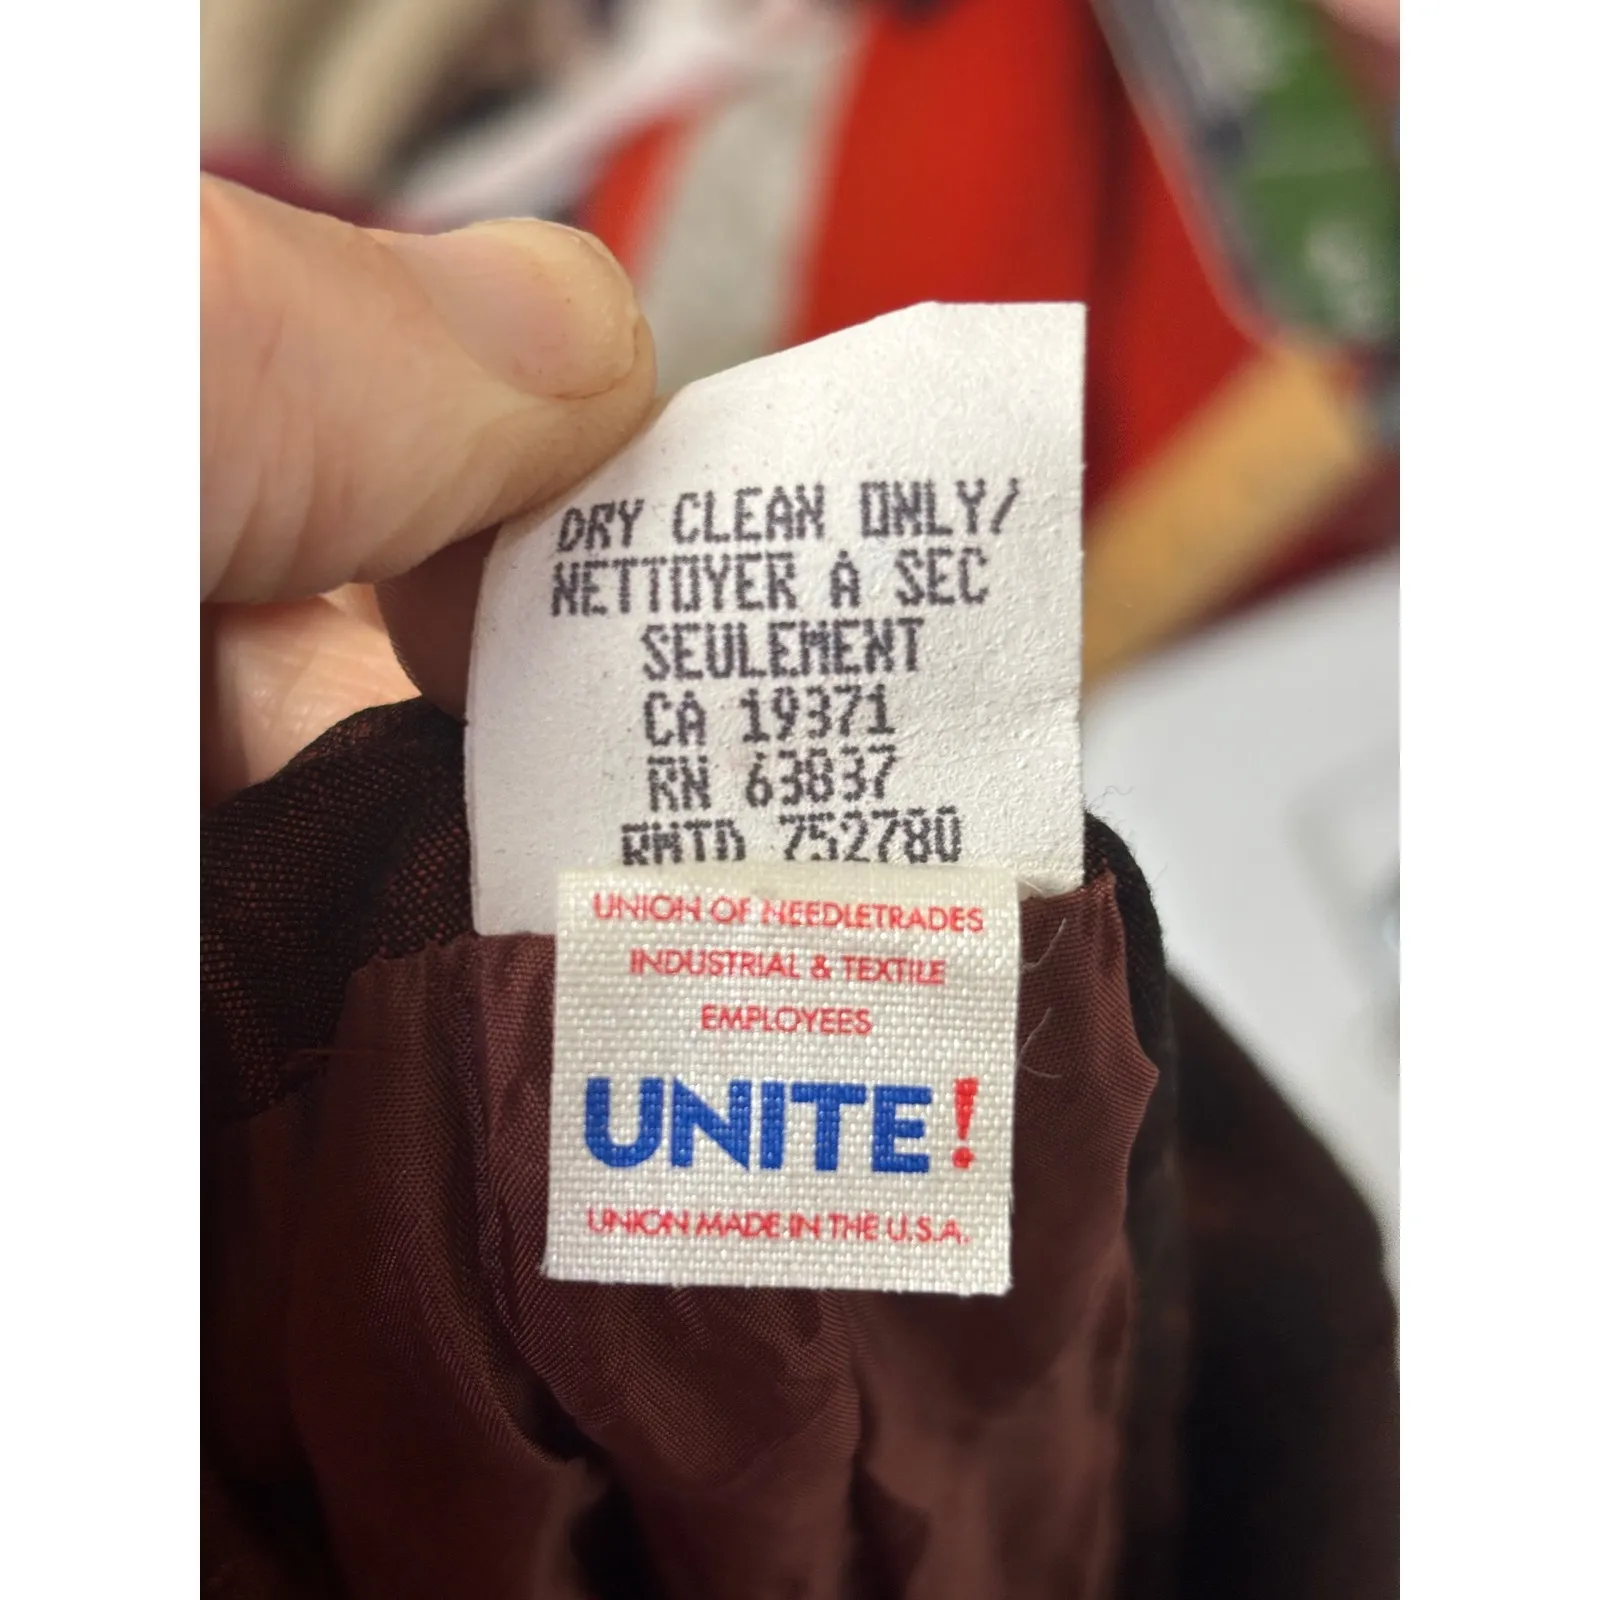 DRY CLEAN ONLY/
NETTOYER A SEC
SEULEMENT
CA 19371
RN 63837
RMTD 752780
UNION OF NEEDLETRADES
INDUSTRIAL & TEXTILE
EMPLOYEES
UNITE!
UNION MADE IN THE U.S.A.